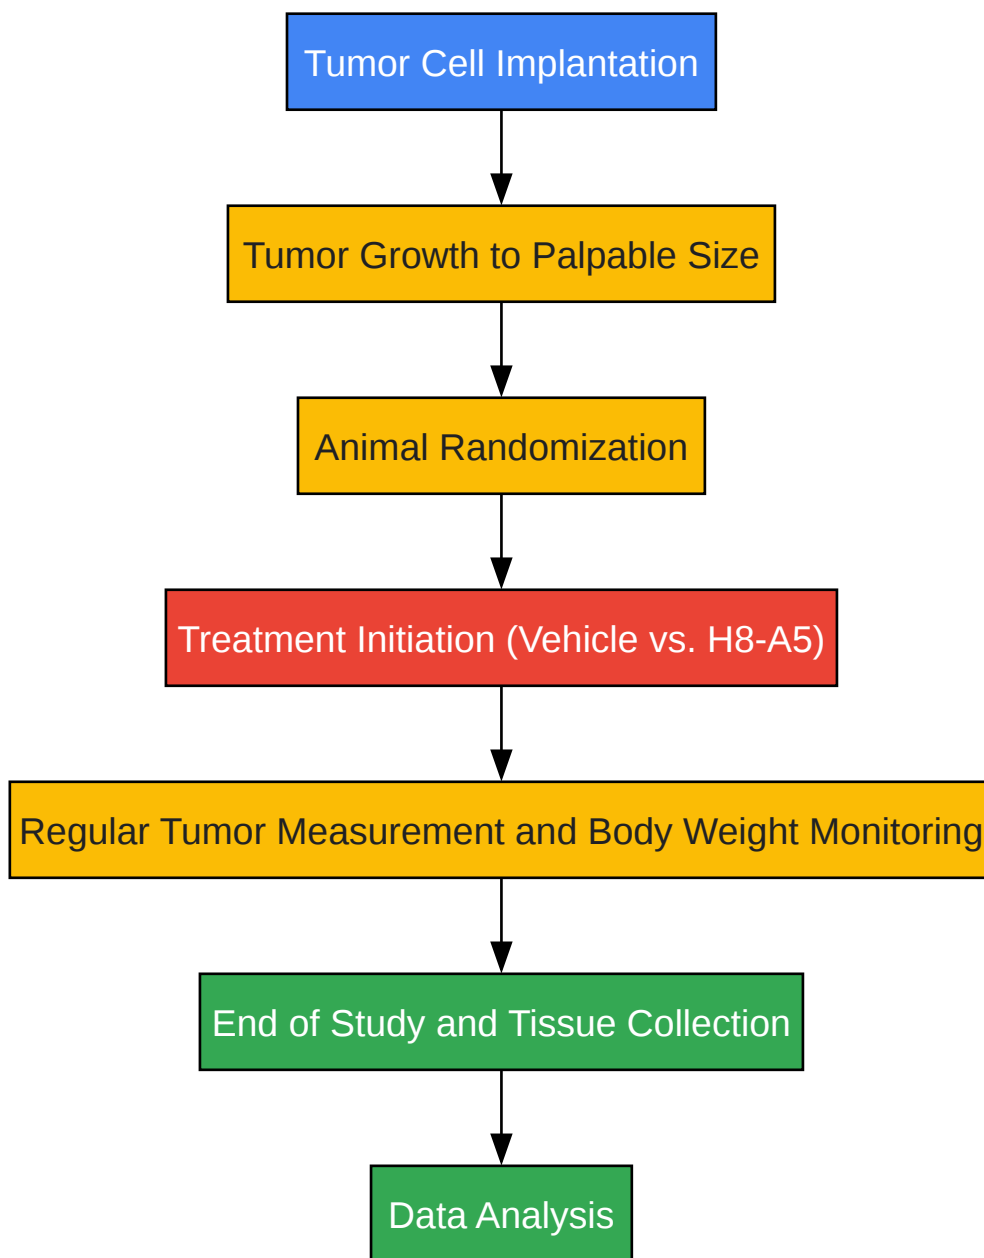 Tumor Cell Implantation
Tumor Growth to Palpable Size
Animal Randomization
Treatment Initiation (Vehicle vs. H8-A5)
Regular Tumor Measurement and Body Weight Monitoring
End of Study and Tissue Collection
Data Analysis